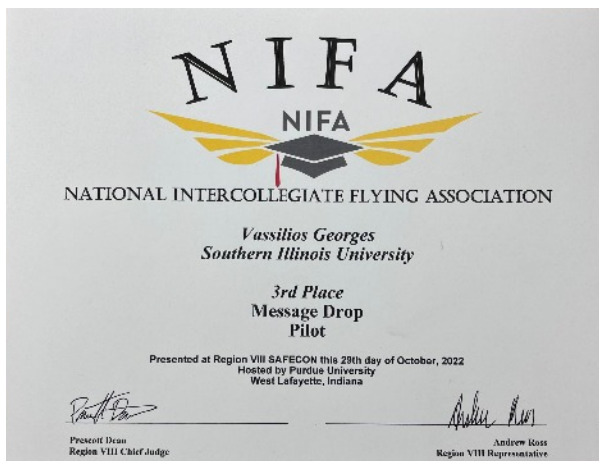 NIFA
NIFA
NATIONAL INTERCOLLEGIATE FLYING ASSOCIATION
Vassilios Georges
Southern Illinois University
3rd Place
Message Drop
Pilot
Presented at Region VIII SAFECON this 29th day of October, 2022
Hosted by Purdue University
West Lafayette, Indiana
Prescott Dean
Andrew Ross
Region VIII Chief Judge
Region VIII Representative